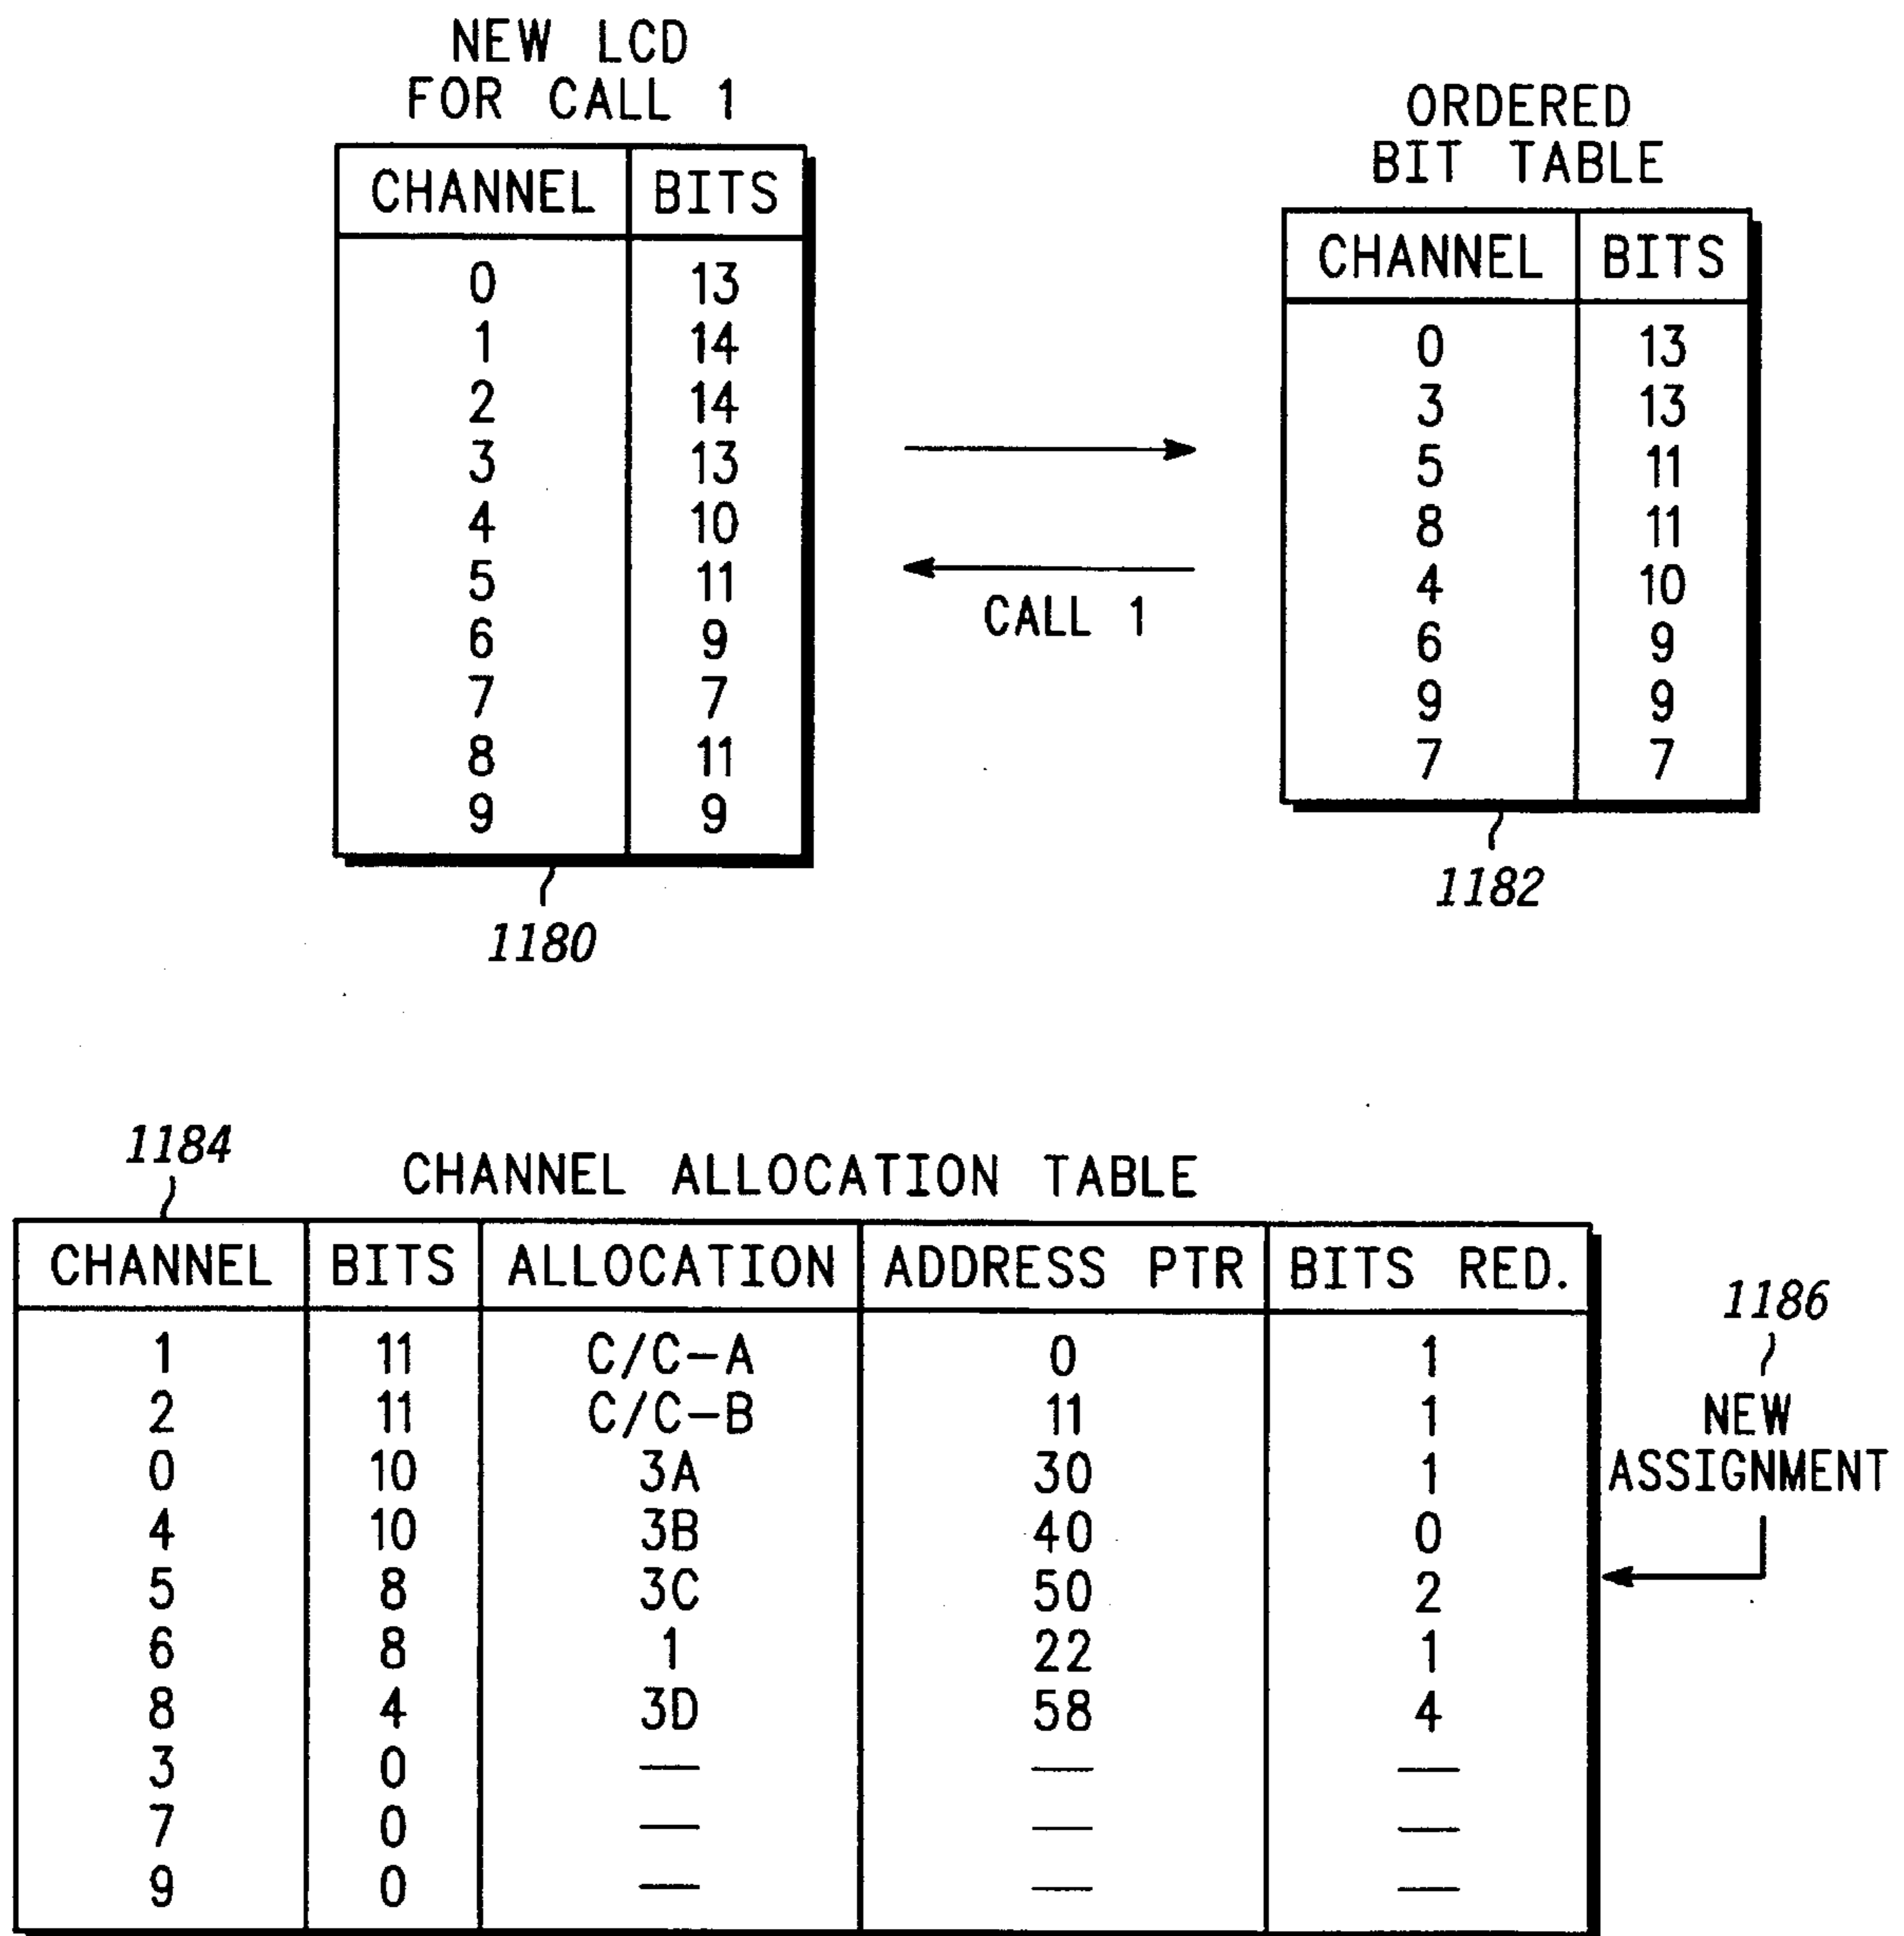 NEW LCD
FOR CALL 1
CHANNEL BITS
0 13
1 14
2 14
3 13
4 10
5 11
6 9
7 7
8 11
9 9
1180
CALL 1
ORDERED
BIT TABLE
CHANNEL BITS
0 13
3 13
5 11
8 11
4 10
6 9
9 9
7 7
1182
1184
CHANNEL ALLOCATION TABLE
CHANNEL BITS ALLOCATION ADDRESS PTR BITS RED.
1 11 C/C-A 0 1
2 11 C/C-B 11 1
0 10 3A 30 1
4 10 3B 40 0
5 8 3C 50 2
6 8 1 22 1
8 4 3D 58 4
3 0 — — —
7 0 — — —
9 0 — — —
1186
NEW
ASSIGNMENT